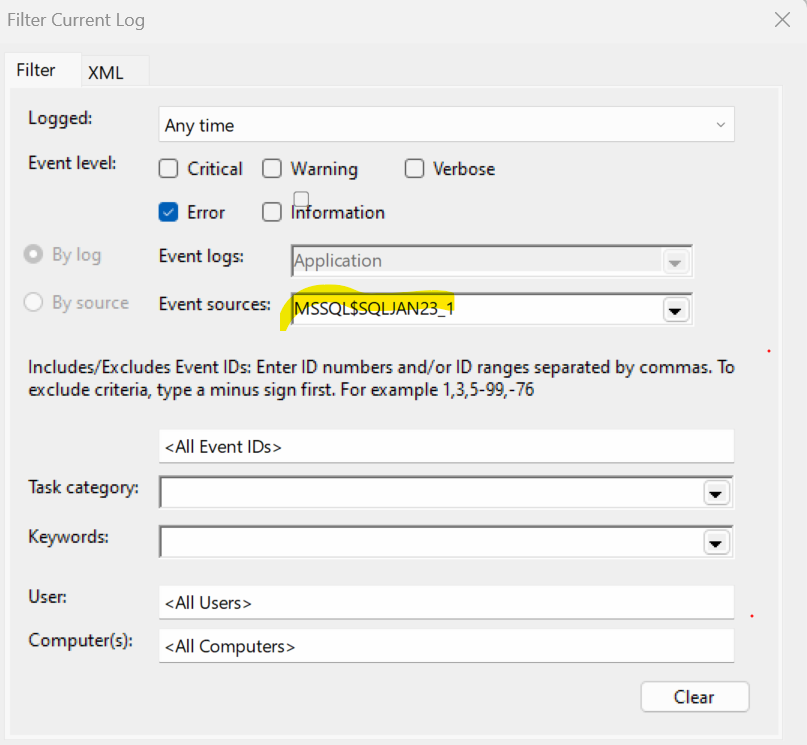 Filter Current Log
Filter
XML
Logged:
Any time
Event level:
Critical
Warning
Verbose
Error
Information
By log
Event logs:
Application
By source
Event sources:
MSSQL$SQLJAN23_1
Includes/Excludes Event IDs: Enter ID numbers and/or ID ranges separated by commas. To
exclude criteria, type a minus sign first. For example 1,3,5-99,-76
<All Event IDs>
Task category:
Keywords:
User:
<All Users>
Computer(s):
<All Computers>
Clear